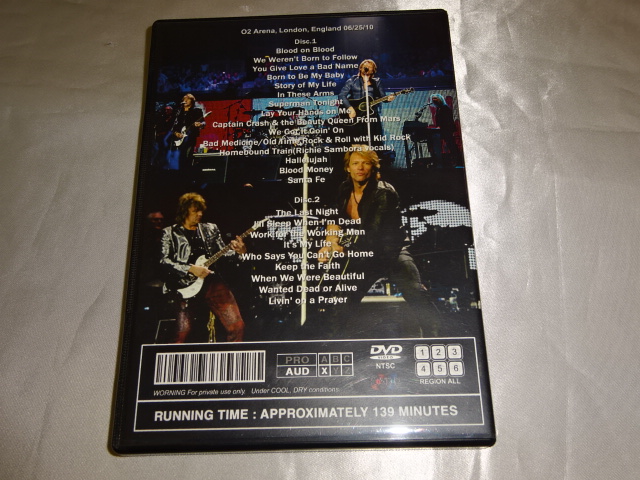 O2 Arena, London, England 06/25/10
Disc.1
Blood on Blood
We Weren't Born to Follow
You Give Love a Bad Name
Born to Be My Baby
Story of My Life
In These Arms
Superman Tonight
Lay Your Hands on Me
Captain Crash & the Beauty Queen From Mars
We Got It Goin' On
Bad Medicine/Old Time Rock & Roll with Kid Rock
Homebound Train(Richie Sambora vocals)
Hallelujah
Blood Money
Santa Fe
Disc.2
The Last Night
I'll Sleep When I'm Dead
Work for the Working Man
It's My Life
Who Says You Can't Go Home
Keep the Faith
When We Were Beautiful
Wanted Dead or Alive
Livin' on a Prayer
PRO A B C
AUD X Y Z
DVD
VIDEO
NTSC
1 2 3
4 5 6
REGION ALL
WORNING For private use only Under COOL, DRY conditions
RUNNING TIME : APPROXIMATELY 139 MINUTES